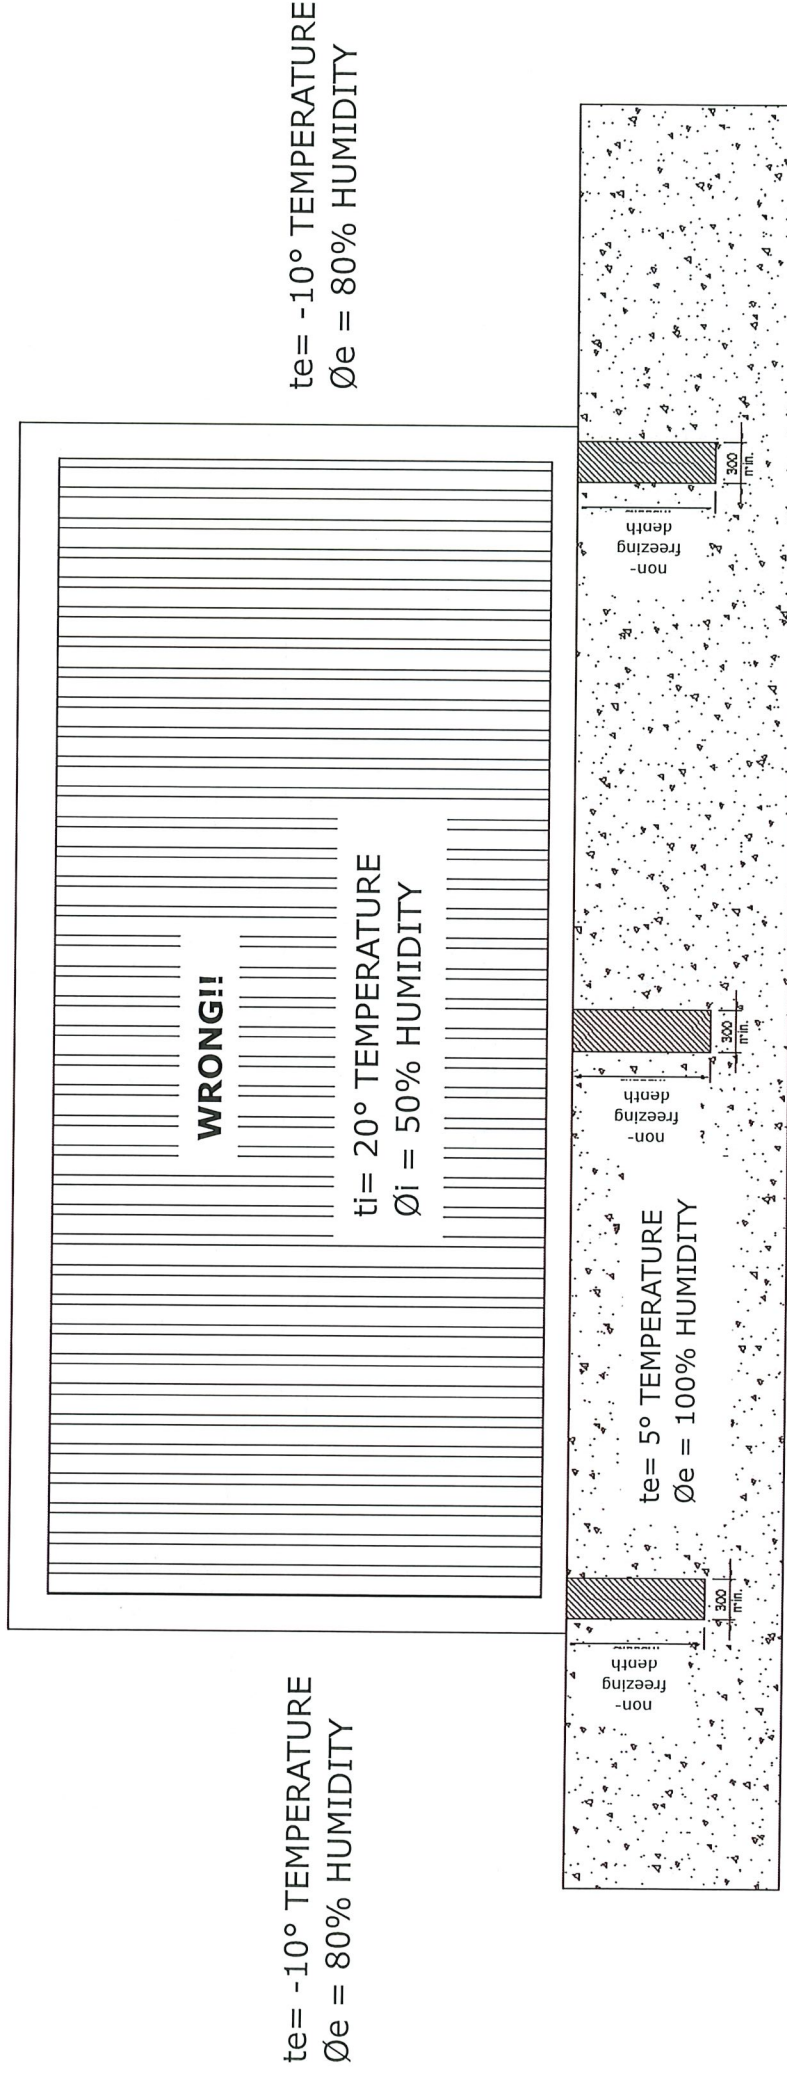 WRONG!!
te= -10° TEMPERATURE
Øe = 80% HUMIDITY
ti= 20° TEMPERATURE
Øi = 50% HUMIDITY
te= -10° TEMPERATURE
Øe = 80% HUMIDITY
non-
freezing
depth
300
min.
te= 5° TEMPERATURE
Øe = 100% HUMIDITY
non-
freezing
depth
300
min.
non-
freezing
depth
300
min.